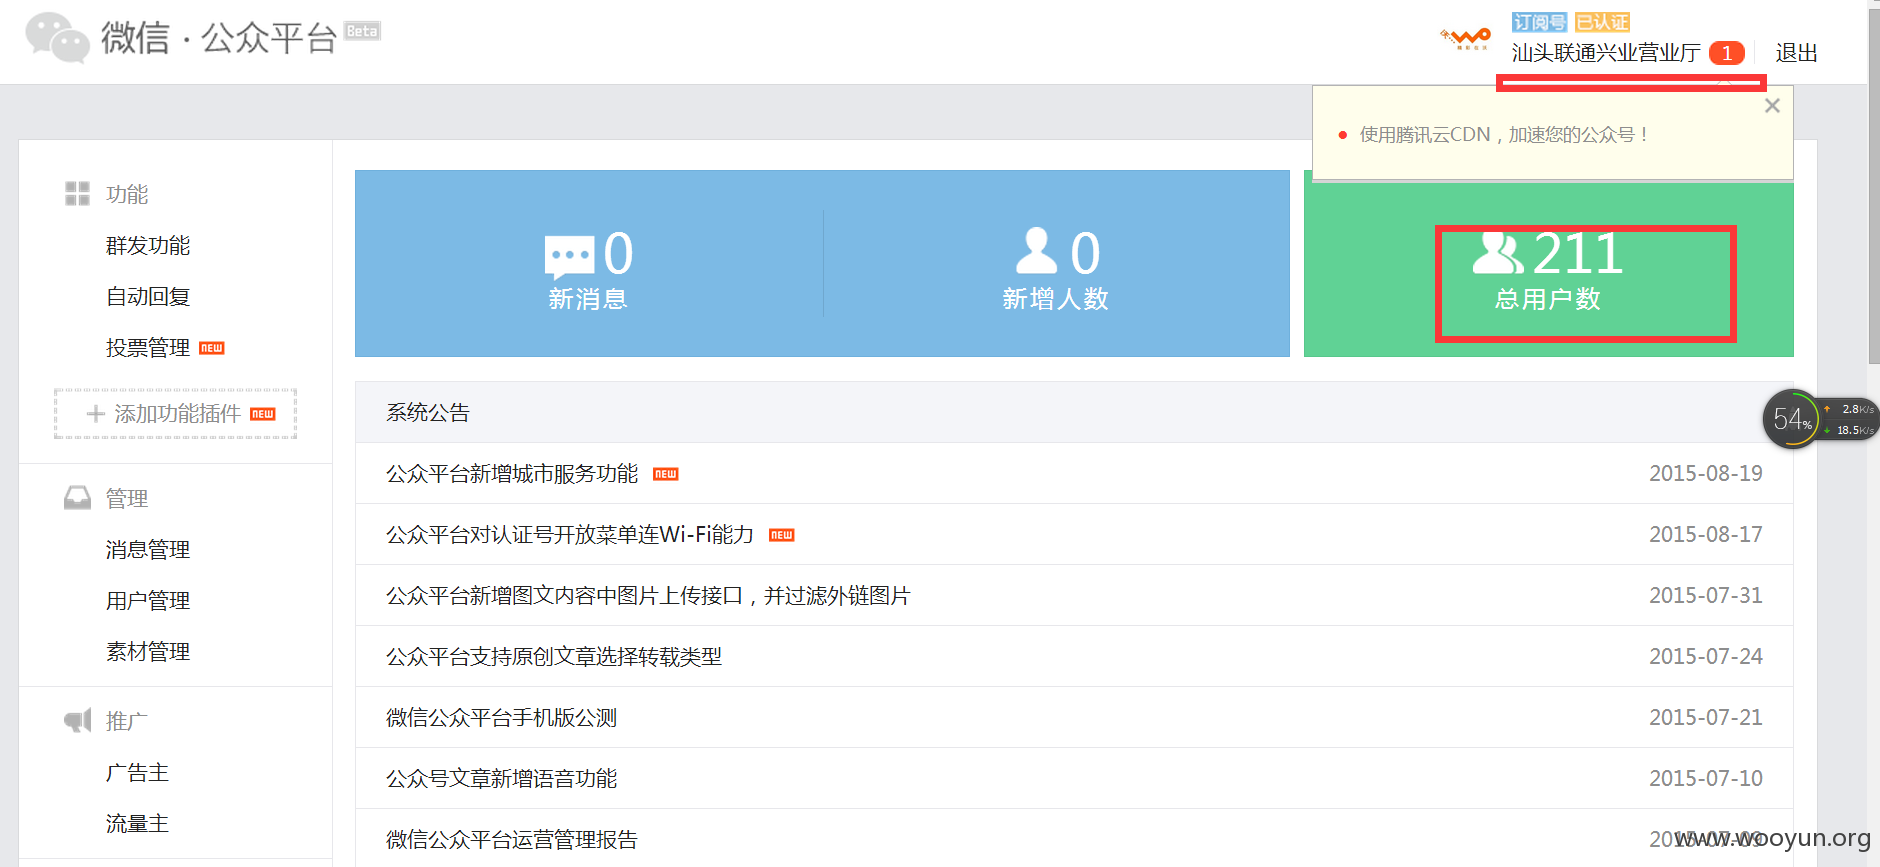 微信·公众平台 Beta
订阅号 已认证
汕头联通兴业营业厅 1 退出
使用腾讯云CDN，加速您的公众号！
功能
群发功能
自动回复
投票管理 NEW
添加功能插件 NEW
管理
消息管理
用户管理
素材管理
推广
广告主
流量主
0
新消息
0
新增人数
211
总用户数
系统公告
公众平台新增城市服务功能 NEW 2015-08-19
公众平台对认证号开放菜单连Wi-Fi能力 NEW 2015-08-17
公众平台新增图文内容中图片上传接口，并过滤外链图片 2015-07-31
公众平台支持原创文章选择转载类型 2015-07-24
微信公众平台手机版公测 2015-07-21
公众号文章新增语音功能 2015-07-10
微信公众平台运营管理报告 2015-07-09
54%
2.8K/s
18.5K/s
www.wooyun.org